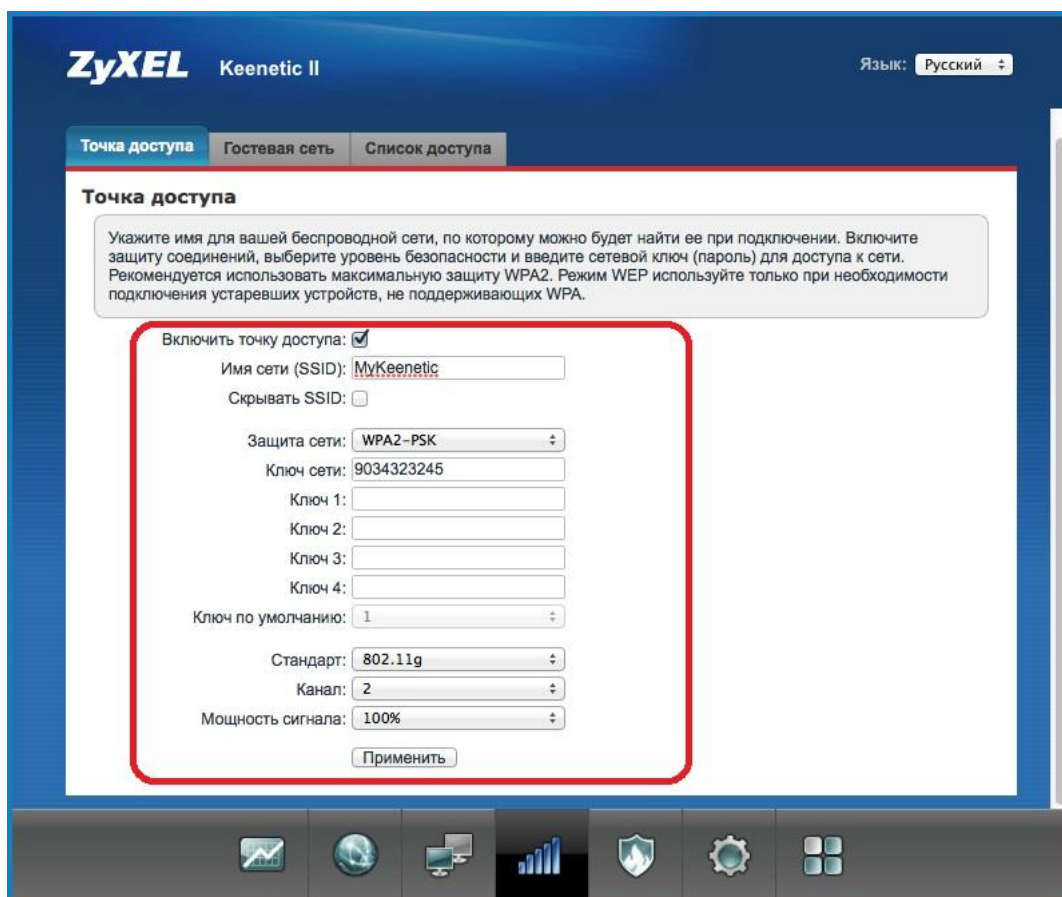 ZyXEL Keenetic II
Язык: Русский
Точка доступа Гостевая сеть Список доступа
Точка доступа
Укажите имя для вашей беспроводной сети, по которому можно будет найти ее при подключении. Включите
защиту соединений, выберите уровень безопасности и введите сетевой ключ (пароль) для доступа к сети.
Рекомендуется использовать максимальную защиту WPA2. Режим WEP используйте только при необходимости
подключения устаревших устройств, не поддерживающих WPA.
Включить точку доступа:
Имя сети (SSID): MyKeenetic
Скрывать SSID:
Защита сети: WPA2-PSK
Ключ сети: 9034323245
Ключ 1:
Ключ 2:
Ключ 3:
Ключ 4:
Ключ по умолчанию: 1
Стандарт: 802.11g
Канал: 2
Мощность сигнала: 100%
Применить